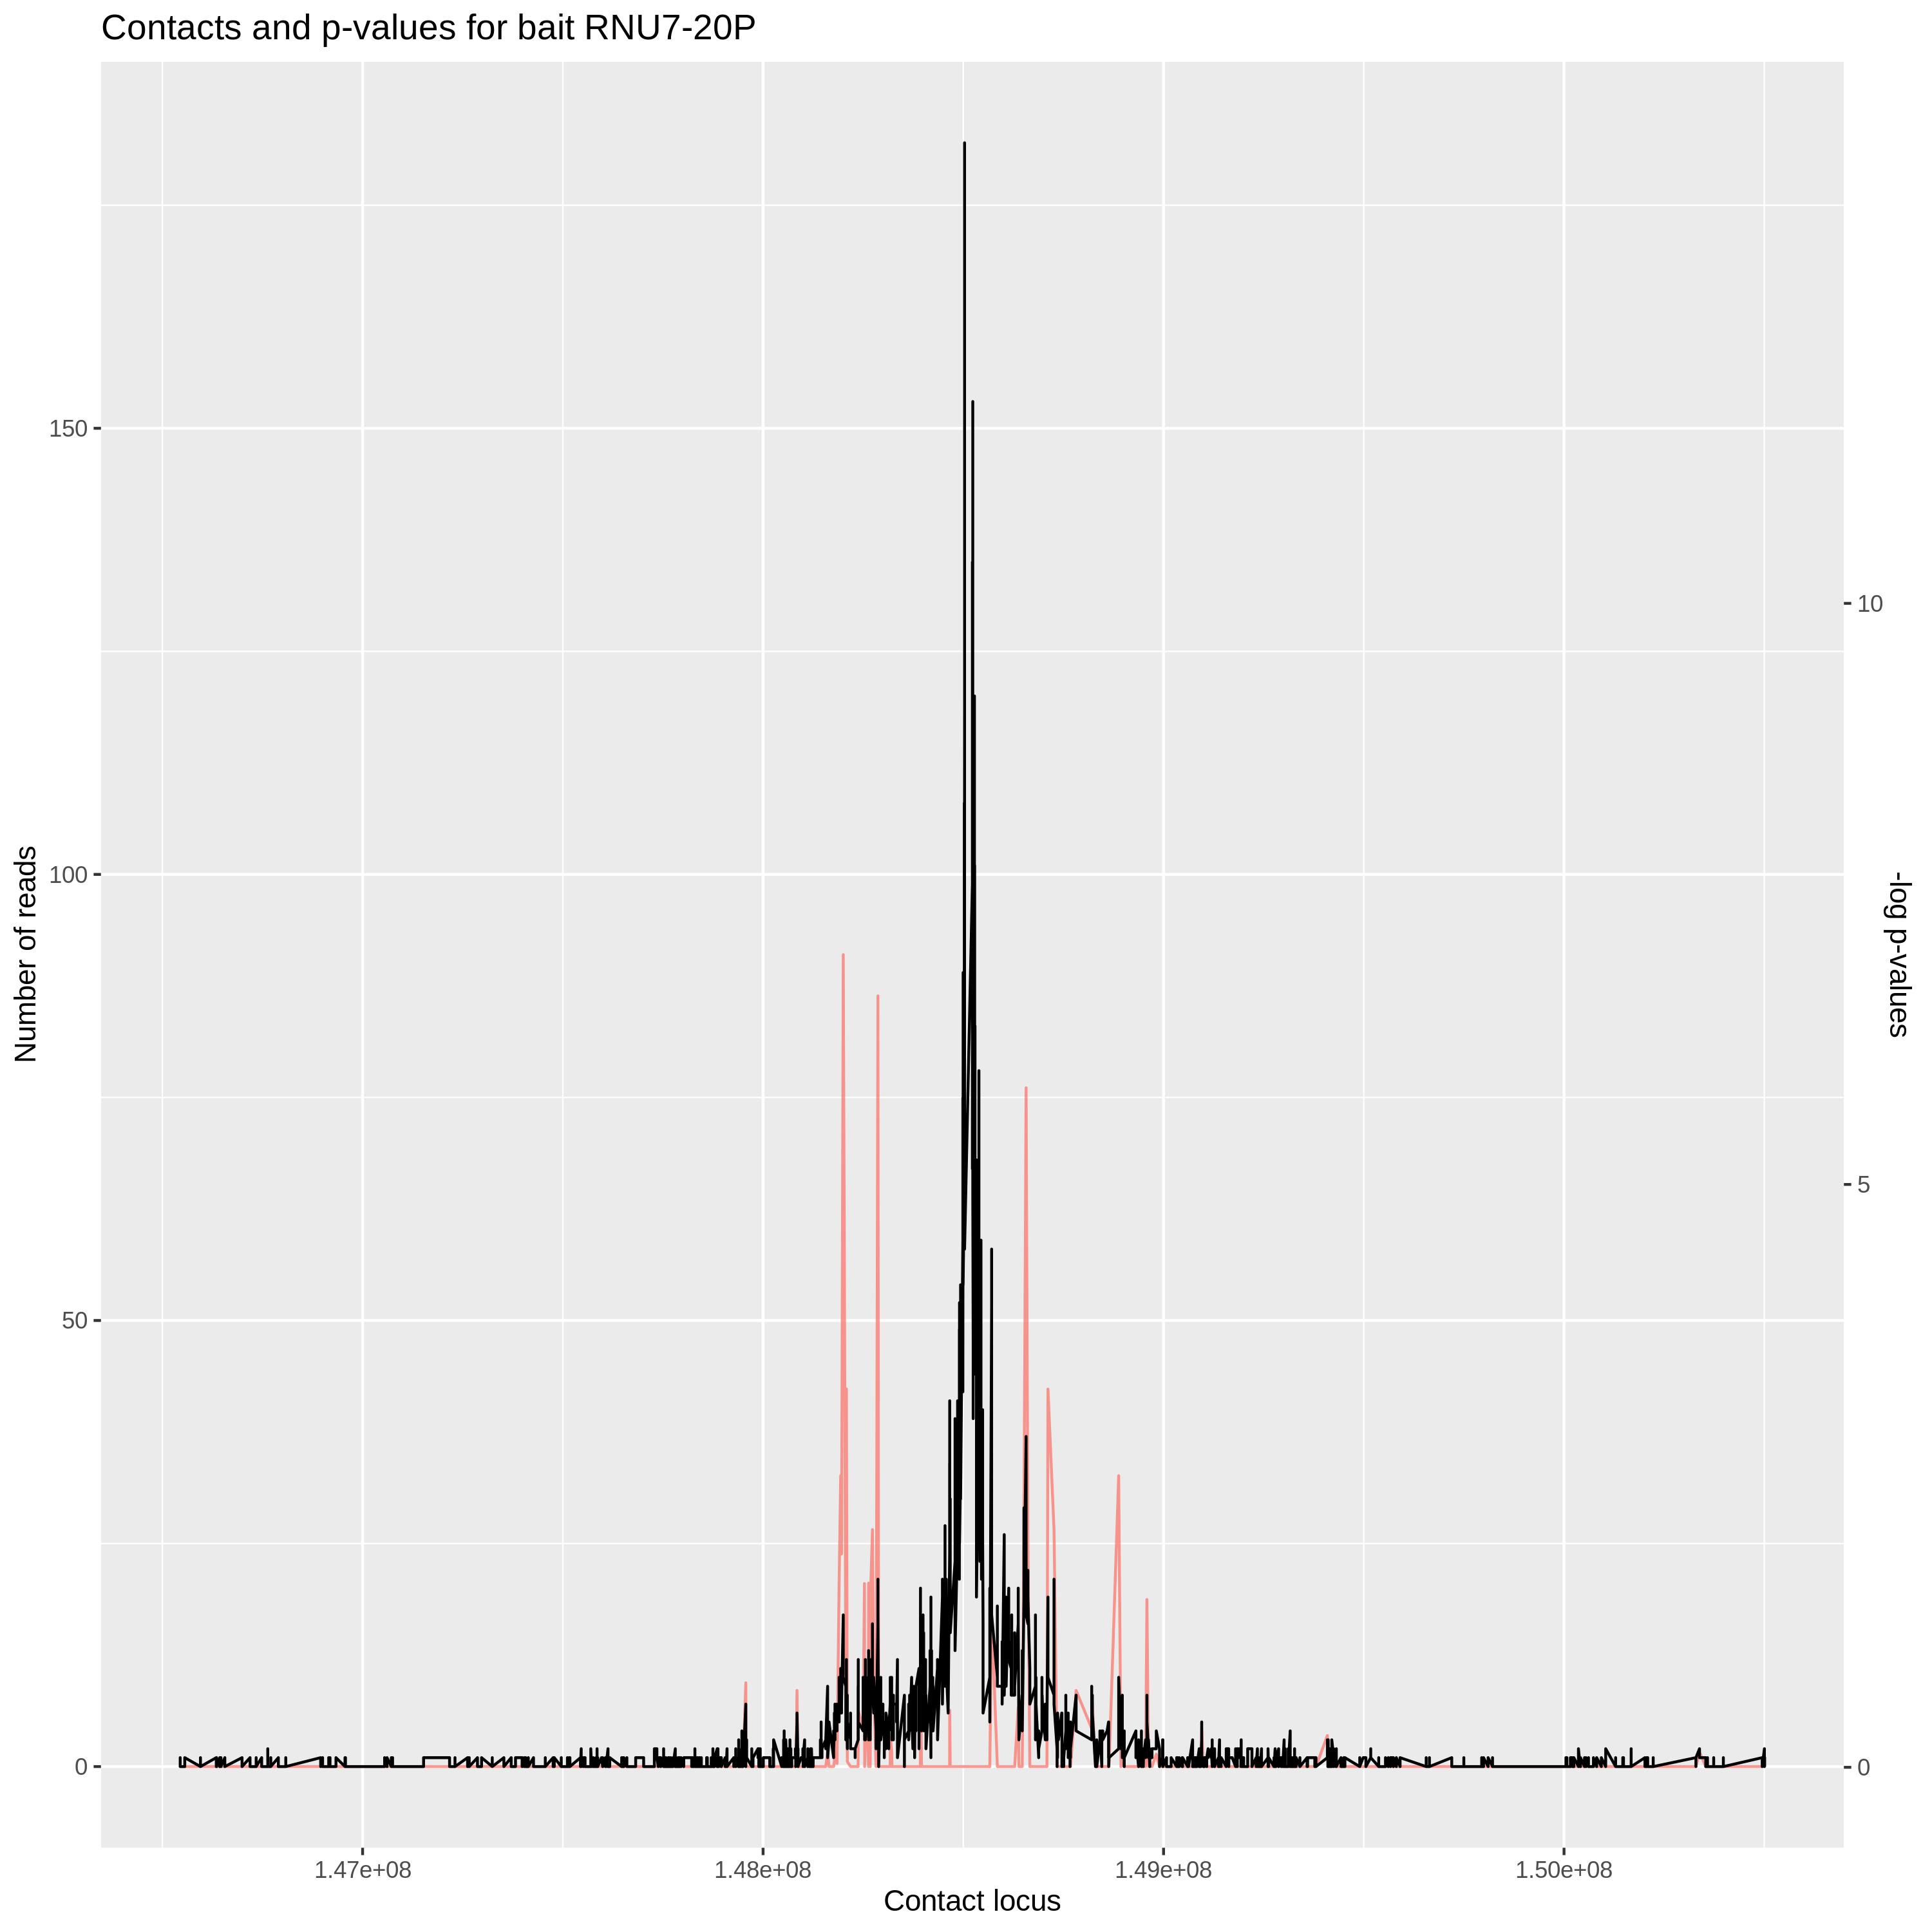 Contacts and p-values for bait RNU7-20P
150
100
50
0
Number of reads
10
5
0
-log p-values
1.47e+08
1.48e+08
1.49e+08
1.50e+08
Contact locus